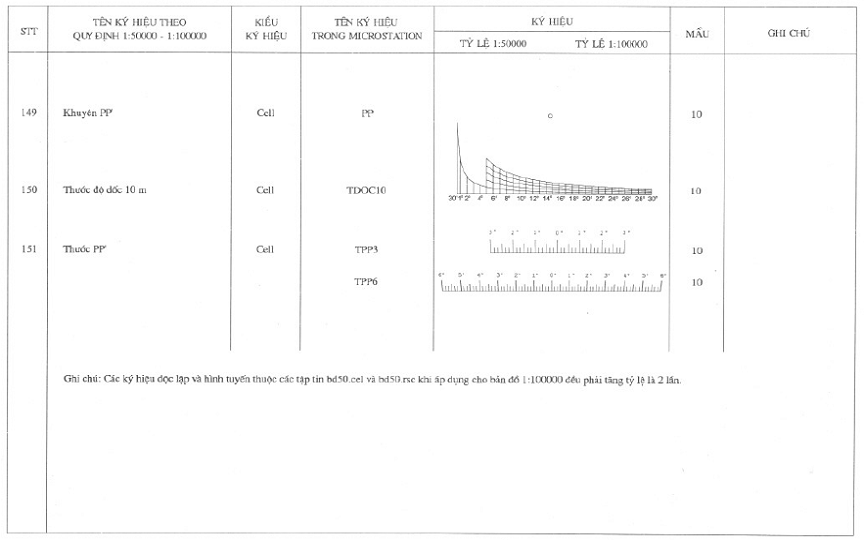 STT
TÊN KÝ HIỆU THEO
QUY ĐỊNH 1:50000 - 1:100000
KIỂU
KÝ HIỆU
TÊN KÝ HIỆU
TRONG MICROSTATION
KÝ HIỆU
TỶ LỆ 1:50000 TỶ LỆ 1:100000
MẦU
GHI CHÚ
149 Khuyên PP' Cell PP 10
150 Thước độ dốc 10 m Cell TDOC10 10
30' 1° 2° 4° 6° 8° 10° 12° 14° 16° 18° 20° 22° 24° 26° 28° 30°
3° 2° 1° 0° 1° 2° 3°
151 Thước PP' Cell TPP3 10
6° 5° 4° 3° 2° 1° 0° 1° 2° 3° 4° 5° 6°
TPP6 10
Ghi chú: Các ký hiệu độc lập và hình tuyến thuộc các tập tin bd50.cel và bd50.rsc khi áp dụng cho bản đồ 1:100000 đều phải tăng tỷ lệ là 2 lần.